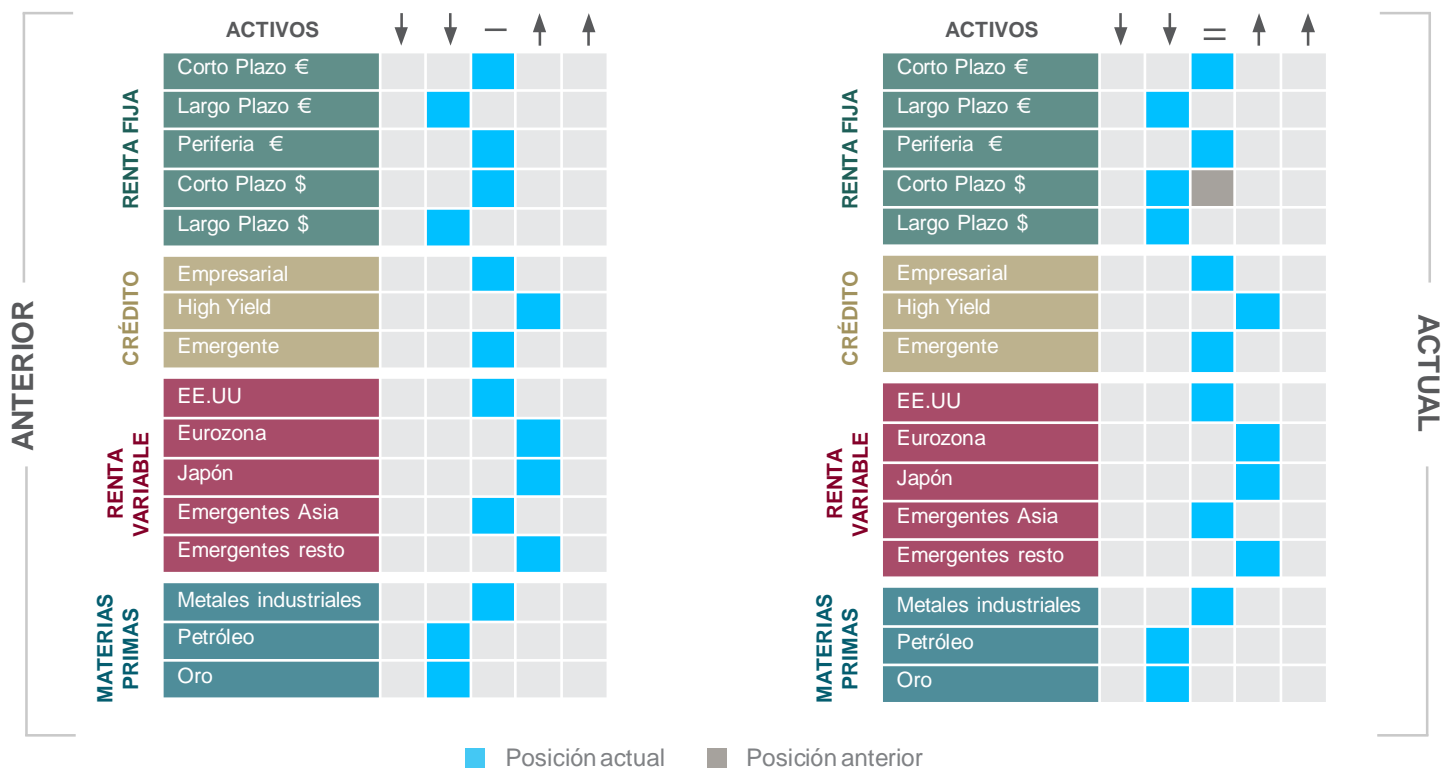 ANTERIOR
ACTIVOS
RENTA FIJA
Corto Plazo €
Largo Plazo €
Periferia €
Corto Plazo $
Largo Plazo $
CRÉDITO
Empresarial
High Yield
Emergente
RENTA
VARIABLE
EE.UU
Eurozona
Japón
Emergentes Asia
Emergentes resto
MATERIAS
PRIMAS
Metales industriales
Petróleo
Oro
ACTUAL
ACTIVOS
RENTA FIJA
Corto Plazo €
Largo Plazo €
Periferia €
Corto Plazo $
Largo Plazo $
CRÉDITO
Empresarial
High Yield
Emergente
RENTA
VARIABLE
EE.UU
Eurozona
Japón
Emergentes Asia
Emergentes resto
MATERIAS
PRIMAS
Metales industriales
Petróleo
Oro
Posición actual
Posición anterior